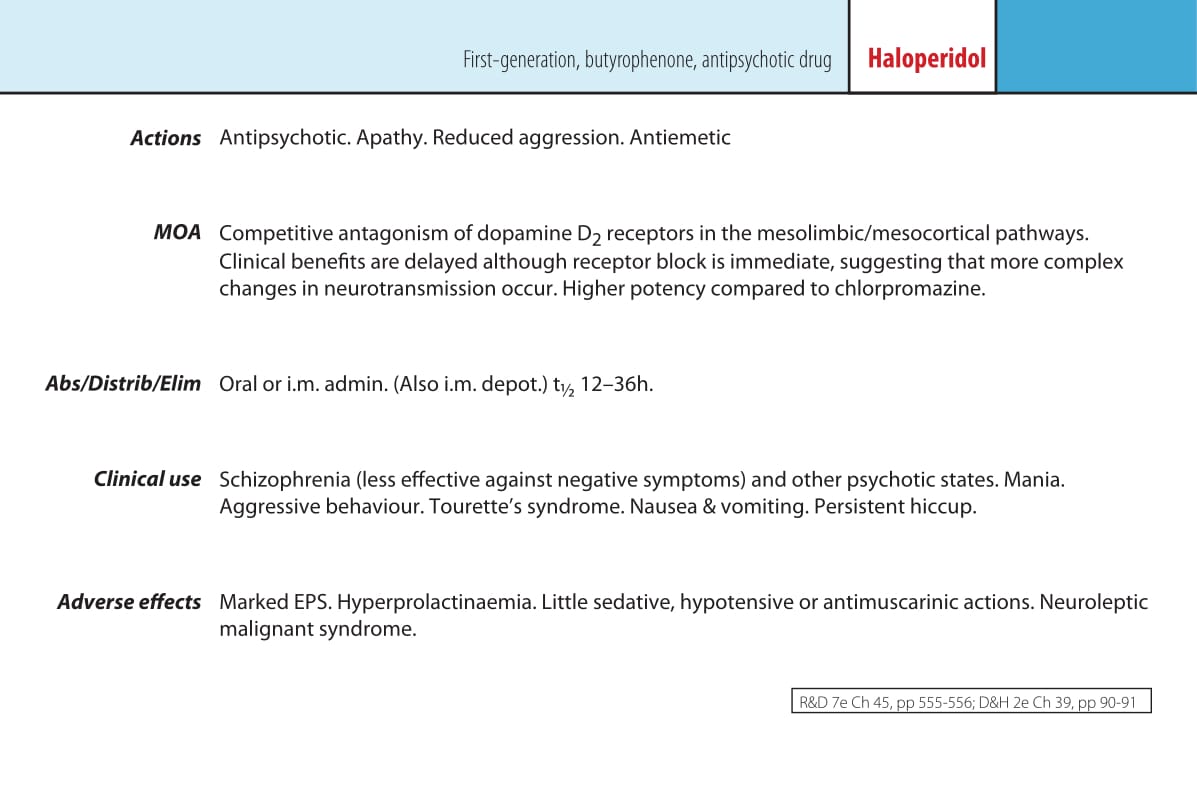 First-generation, butyrophenone, antipsychotic drug Haloperidol
Actions Antipsychotic. Apathy. Reduced aggression. Antiemetic
MOA Competitive antagonism of dopamine D2 receptors in the mesolimbic/mesocortical pathways.
Clinical benefits are delayed although receptor block is immediate, suggesting that more complex
changes in neurotransmission occur. Higher potency compared to chlorpromazine.
Abs/Distrib/Elim Oral or i.m. admin. (Also i.m. depot.) t½ 12–36h.
Clinical use Schizophrenia (less effective against negative symptoms) and other psychotic states. Mania.
Aggressive behaviour. Tourette’s syndrome. Nausea & vomiting. Persistent hiccup.
Adverse effects Marked EPS. Hyperprolactinaemia. Little sedative, hypotensive or antimuscarinic actions. Neuroleptic
malignant syndrome.
R&D 7e Ch 45, pp 555-556; D&H 2e Ch 39, pp 90-91